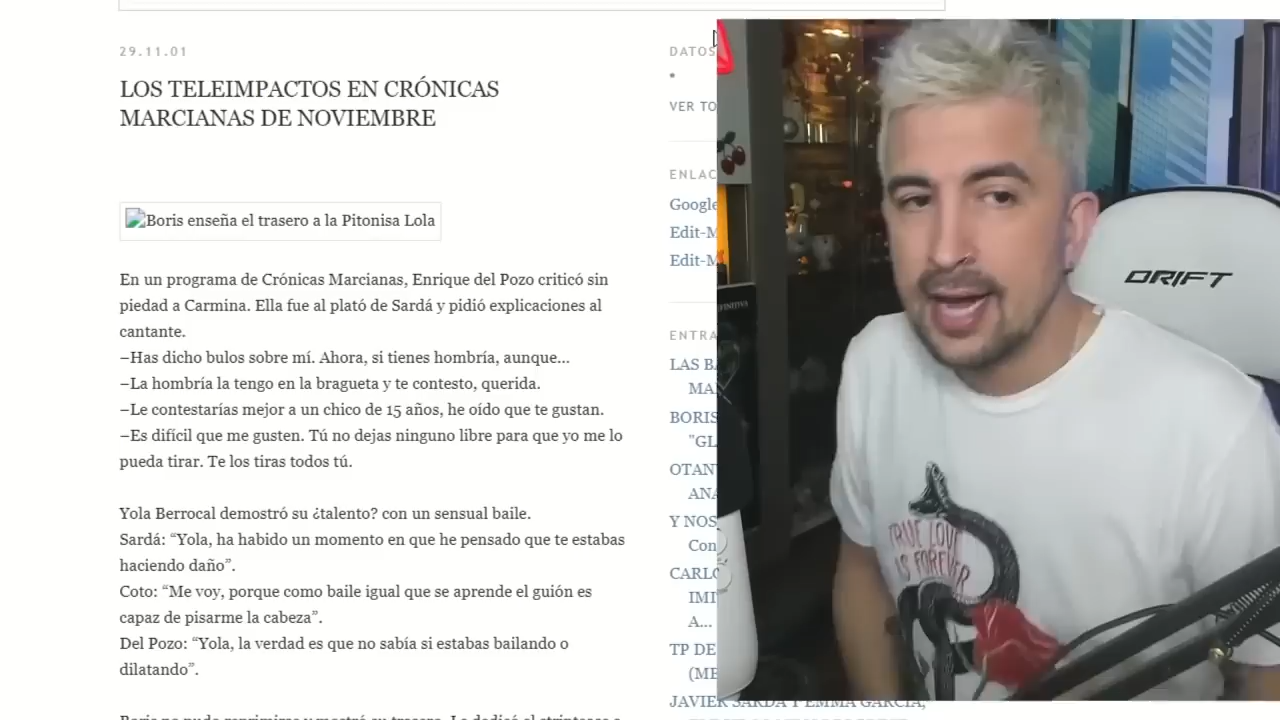 29.11.01
LOS TELEIMPACTOS EN CRÓNICAS
MARCIANAS DE NOVIEMBRE
Boris enseña el trasero a la Pitonisa Lola
En un programa de Crónicas Marcianas, Enrique del Pozo criticó sin
piedad a Carmina. Ella fue al plató de Sardá y pidió explicaciones al
cantante.
–Has dicho bulos sobre mí. Ahora, si tienes hombría, aunque...
–La hombría la tengo en la bragueta y te contesto, querida.
–Le contestarías mejor a un chico de 15 años, he oído que te gustan.
–Es difícil que me gusten. Tú no dejas ninguno libre para que yo me lo
pueda tirar. Te los tiras todos tú.
Yola Berrocal demostró su ¿talento? con un sensual baile.
Sardá: “Yola, ha habido un momento en que he pensado que te estabas
haciendo daño”.
Coto: “Me voy, porque como baile igual que se aprende el guión es
capaz de pisarme la cabeza”.
Del Pozo: “Yola, la verdad es que no sabía si estabas bailando o
dilatando”.
DATOS
VER TO
ENLAC
Google
Edit-M
Edit-M
ENTRA
LAS BA
MA
BORIS
"GL
OTAN
ANA
Y NOS
Con
CARLO
IMI
A...
TP DE
(ME
JAVIER SARDÀ Y EMMA GARCÍA,
DRIFT
TRUE LOVE
IS FOREVER